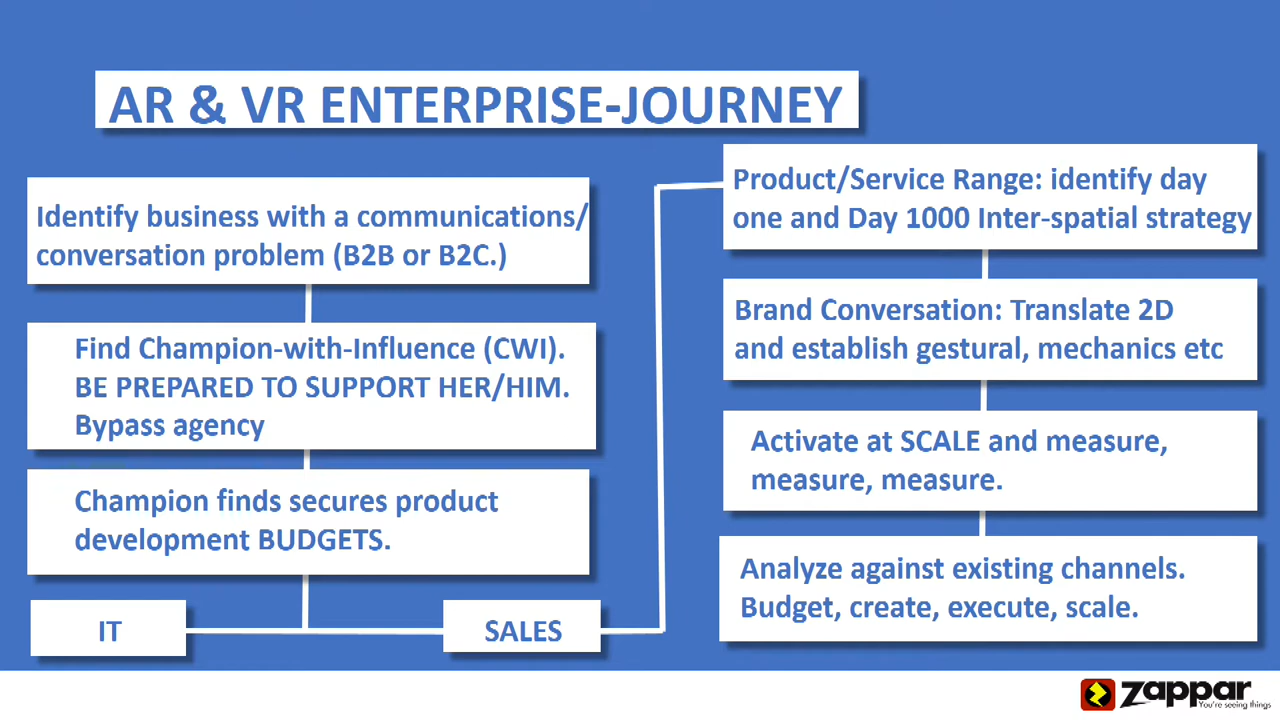 AR & VR ENTERPRISE-JOURNEY
Identify business with a communications/
conversation problem (B2B or B2C.)
Find Champion-with-Influence (CWI).
BE PREPARED TO SUPPORT HER/HIM.
Bypass agency
Champion finds secures product
development BUDGETS.
IT
SALES
Product/Service Range: identify day
one and Day 1000 Inter-spatial strategy
Brand Conversation: Translate 2D
and establish gestural, mechanics etc
Activate at SCALE and measure,
measure, measure.
Analyze against existing channels.
Budget, create, execute, scale.
zappar
You're seeing things